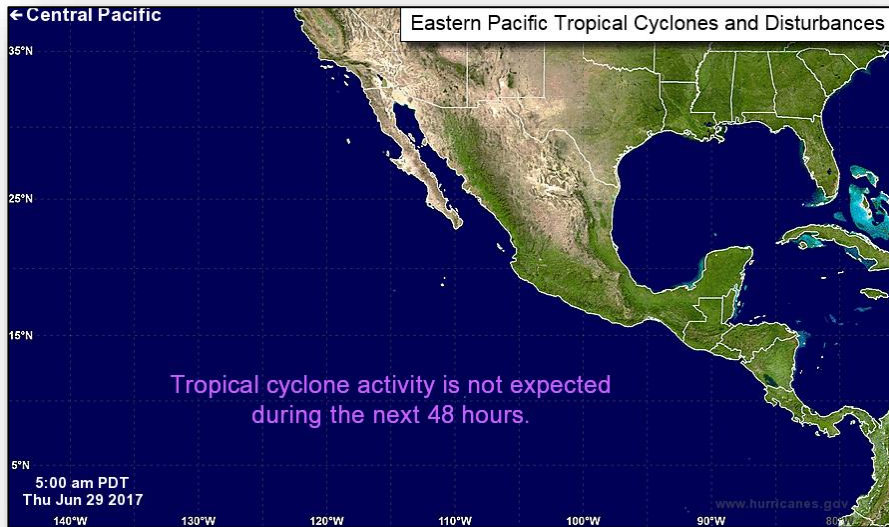 ← Central Pacific
Eastern Pacific Tropical Cyclones and Disturbances
35°N
25°N
15°N
Tropical cyclone activity is not expected
during the next 48 hours.
5°N
5:00 am PDT
Thu Jun 29 2017
www.hurricanes.gov
140°W
130°W
120°W
110°W
100°W
90°W